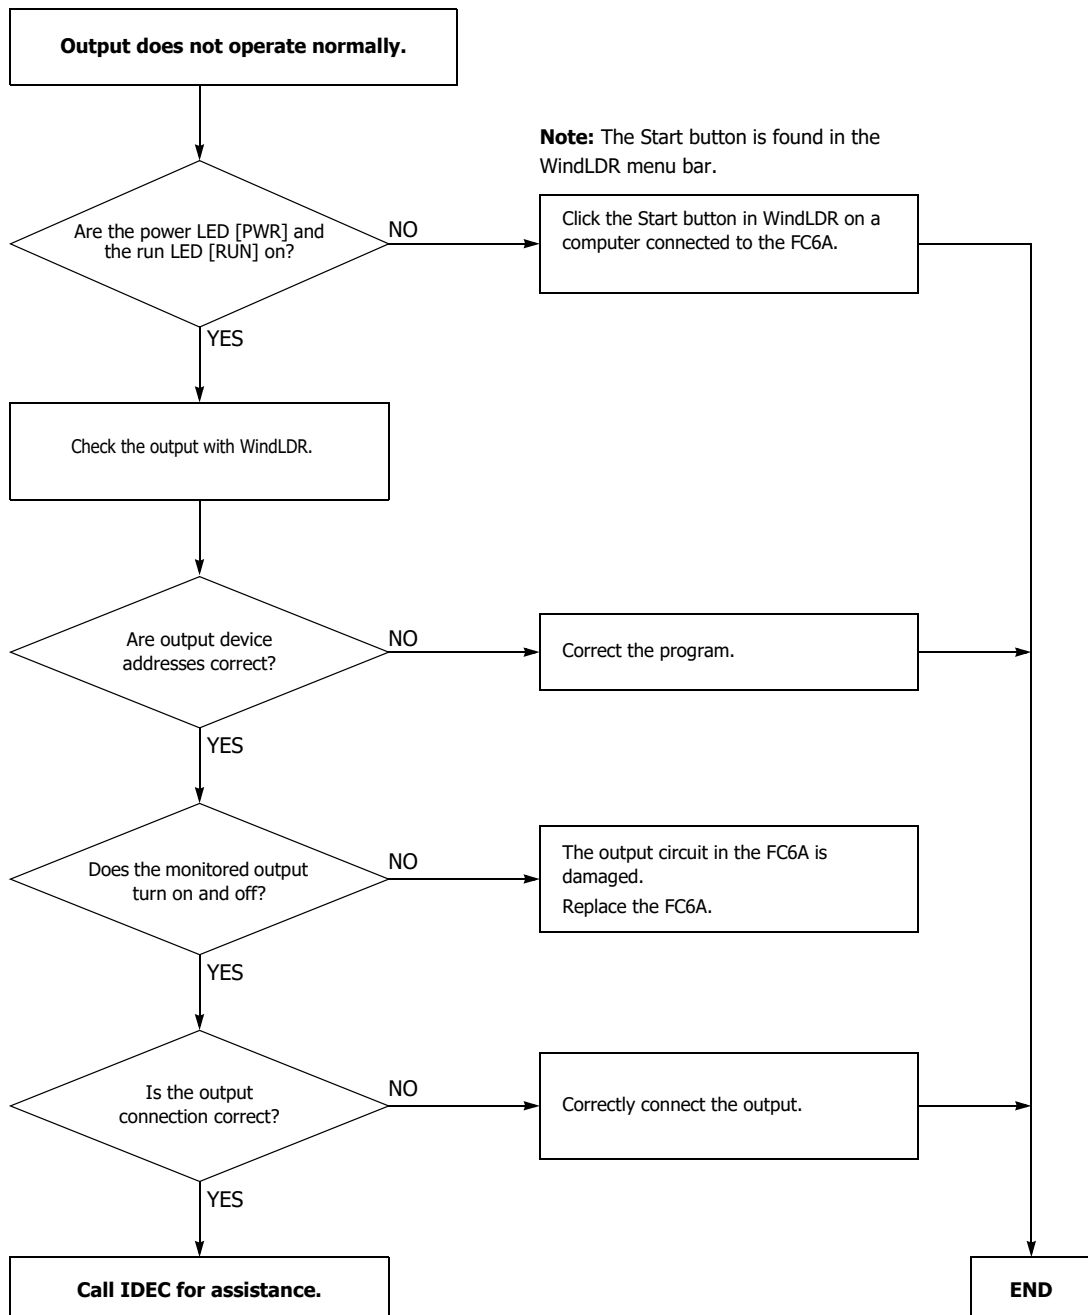 Output does not operate normally.
Note: The Start button is found in the
WindLDR menu bar.
Are the power LED [PWR] and
the run LED [RUN] on?
NO
Click the Start button in WindLDR on a
computer connected to the FC6A.
YES
Check the output with WindLDR.
Are output device
addresses correct?
NO
Correct the program.
YES
Does the monitored output
turn on and off?
NO
The output circuit in the FC6A is
damaged.
Replace the FC6A.
YES
Is the output
connection correct?
NO
Correctly connect the output.
YES
Call IDEC for assistance.
END